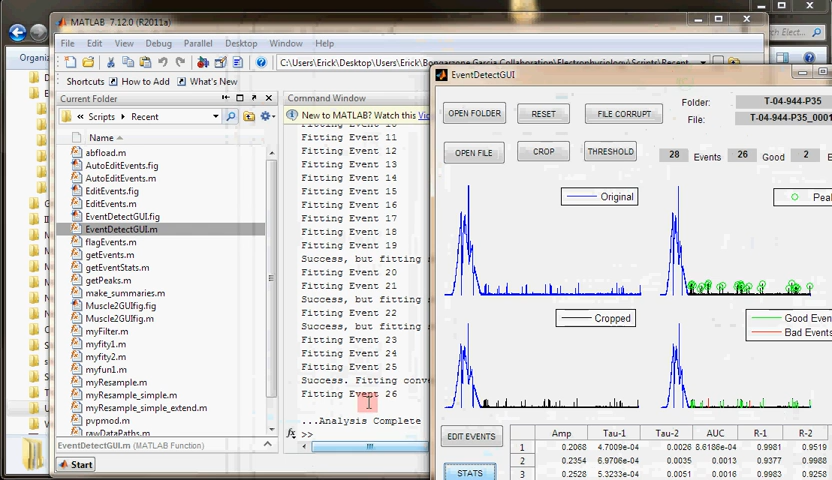 MATLAB 7.12.0 (R2011a)
File Edit Debug Parallel Desktop Window Help
C:\Users\Erick\Desktop\Users\Erick\Bongarzone Garcia Collaboration\Electrophysiology\Scripts\Recent
Shortcuts How to Add What's New
Current Folder
Scripts Recent
Name
abfload.m
AutoEditEvents.fig
AutoEditEvents.m
EditEvents.fig
EditEvents.m
EventDetectGUI.fig
EventDetectGUI.m
flagEvents.m
getEvents.m
getEventStats.m
getPeaks.m
make_summaries.m
Muscle2GUIfig.m
Muscle2GUIfig.m
myFilter.m
myfity1.m
myfity2.m
myfun1.m
myResample.m
myResample_simple.m
myResample_simple_extend.m
pvpmod.m
rawDataPaths.m
EventDetectGUI.m (MATLAB Function)
Start
Command Window
New to MATLAB? Watch this
Fitting Event 11
Fitting Event 12
Fitting Event 13
Fitting Event 14
Fitting Event 15
Fitting Event 16
Fitting Event 17
Fitting Event 18
Fitting Event 19
Success, but fitting
Fitting Event 20
Fitting Event 21
Success, but fitting
Fitting Event 22
Success, but fitting
Fitting Event 23
Fitting Event 24
Fitting Event 25
Success. Fitting conv
Fitting Event 26
...Analysis Complete
fx >>
EventDetectGUI
OPEN FOLDER RESET FILE CORRUPT
Folder: T-04-944-P35
File: T-04-944-P35_0001
OPEN FILE CROP THRESHOLD
28 Events 26 Good 2
Original
Cropped
Good Even
Bad Events
EDIT EVENTS
STATS
Amp Tau-1 Tau-2 AUC R-1 R-2
1 0.2068 4.7009e-04 0.0026 8.6186e-04 0.9981 0.9519
2 0.2354 6.9706e-04 0.0035 0.0013 0.9377 0.9988
3 0.2528 5.3233e-04 0.0051 0.0016 0.9983 0.9258